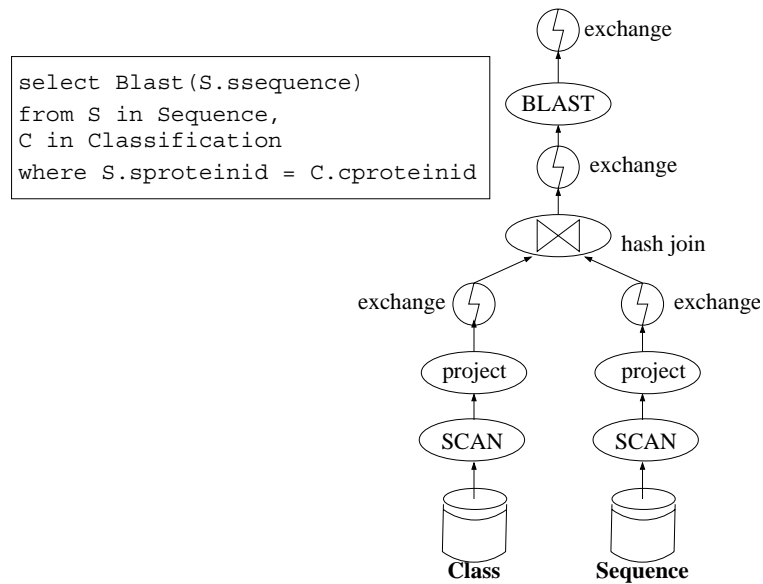 exchange
select Blast(S.ssequence)
from S in Sequence,
C in Classification
where S.sproteinid = C.cproteinid
BLAST
exchange
hash join
exchange
exchange
project
project
SCAN
SCAN
Class
Sequence